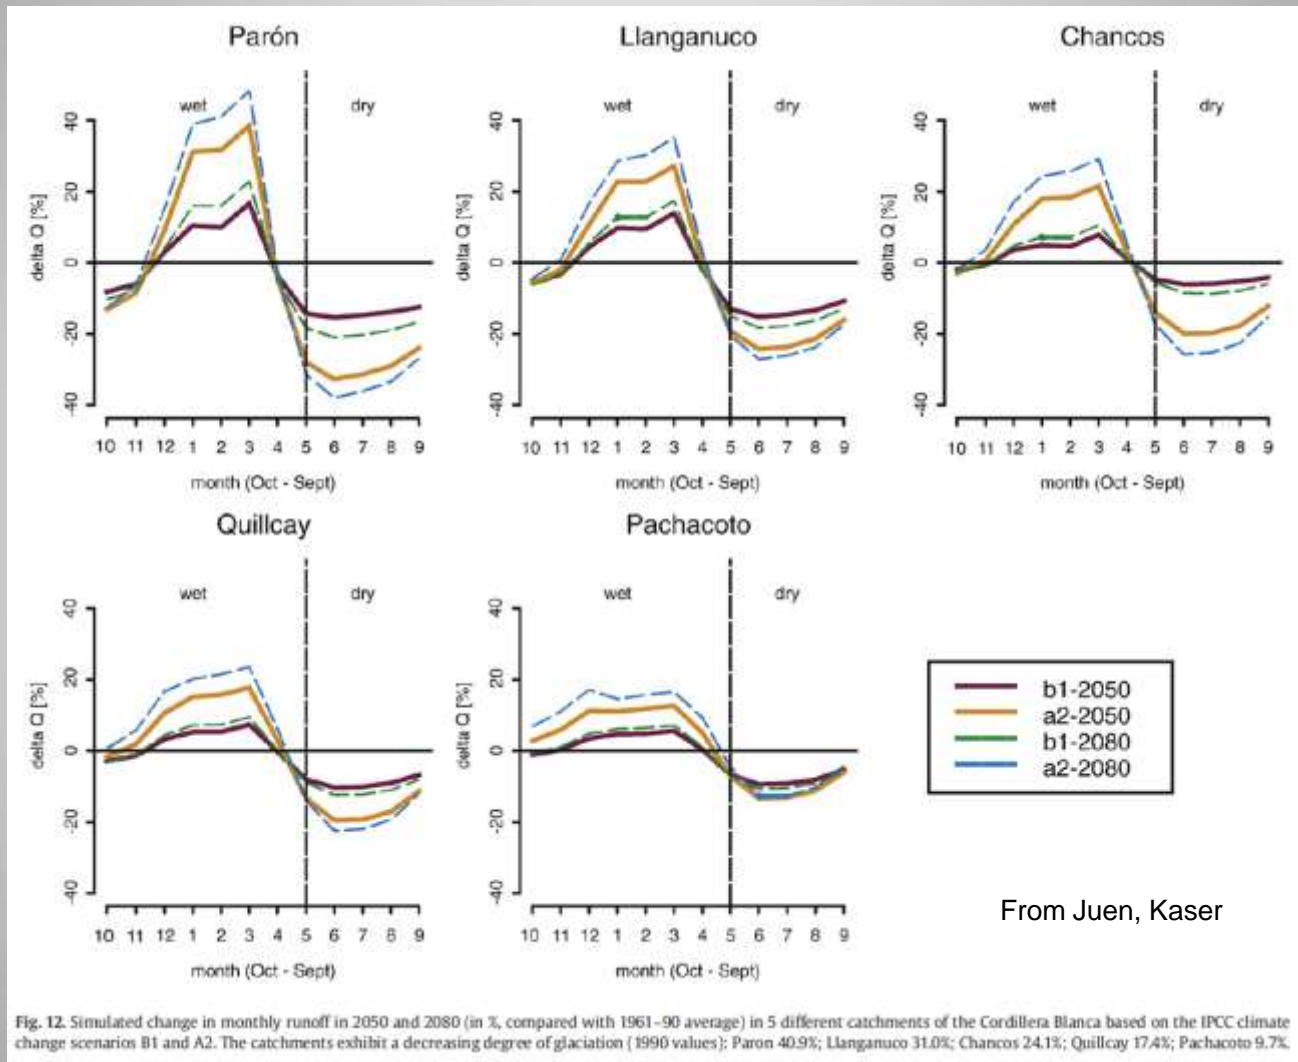 Parón
wet
dry
delta Q [%]
40
20
0
-20
-40
10 11 12 1 2 3 4 5 6 7 8 9
month (Oct - Sept)
Llanganuco
wet
dry
delta Q [%]
40
20
0
-20
-40
10 11 12 1 2 3 4 5 6 7 8 9
month (Oct - Sept)
Chancos
wet
dry
delta Q [%]
40
20
0
-20
-40
10 11 12 1 2 3 4 5 6 7 8 9
month (Oct - Sept)
Quillcay
wet
dry
delta Q [%]
40
20
0
-20
-40
10 11 12 1 2 3 4 5 6 7 8 9
month (Oct - Sept)
Pachacoto
wet
dry
delta Q [%]
40
20
0
-20
-40
10 11 12 1 2 3 4 5 6 7 8 9
month (Oct - Sept)
b1-2050
a2-2050
b1-2080
a2-2080
From Juen, Kaser
Fig. 12. Simulated change in monthly runoff in 2050 and 2080 (in %, compared with 1961–90 average) in 5 different catchments of the Cordillera Blanca based on the IPCC climate
change scenarios B1 and A2. The catchments exhibit a decreasing degree of glaciation (1990 values): Paron 40.9%; Llanganuco 31.0%; Chancos 24.1%; Quillcay 17.4%; Pachacoto 9.7%.